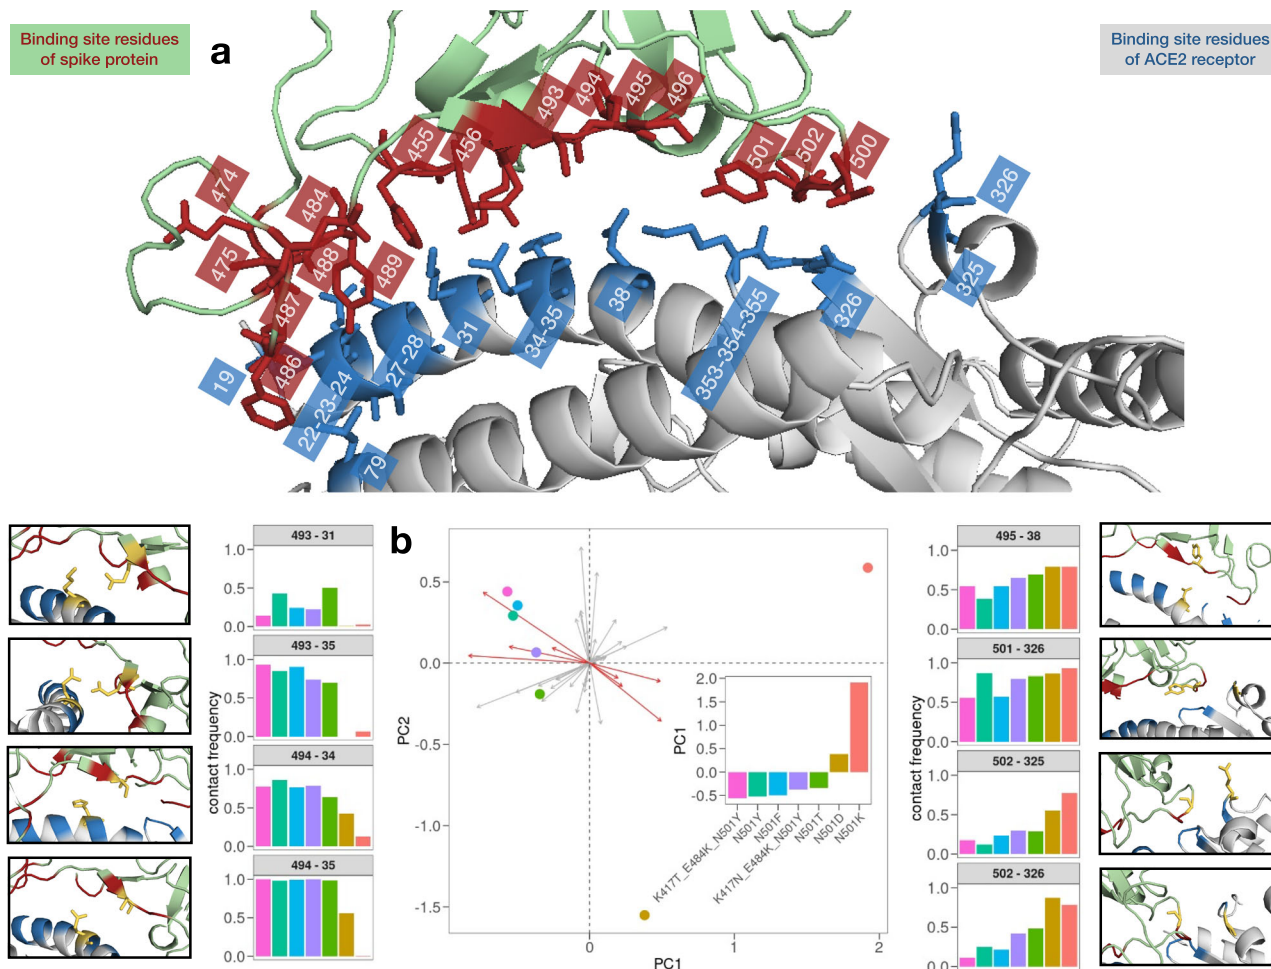 Binding site residues
of spike protein
a
Binding site residues
of ACE2 receptor
474
475
484
488
487
486
489
455
456
493
494
495
496
501
502
500
19
22-23-24
27-28
79
31
34-35
38
353-354-355
326
325
326
b
493 - 31
1.0
0.5
0.0
493 - 35
1.0
0.5
0.0
494 - 34
1.0
0.5
0.0
494 - 35
1.0
0.5
0.0
contact frequency
PC2
0.5
0.0
-0.5
-1.0
-1.5
0
1
2
PC1
PC1
2.0
1.5
1.0
0.5
0.0
-0.5
K417T_E484K_N501Y
N501Y
N501F
K417N_E484K_N501Y
N501T
N501D
N501K
495 - 38
1.0
0.5
0.0
501 - 326
1.0
0.5
0.0
502 - 325
1.0
0.5
0.0
502 - 326
1.0
0.5
0.0
contact frequency